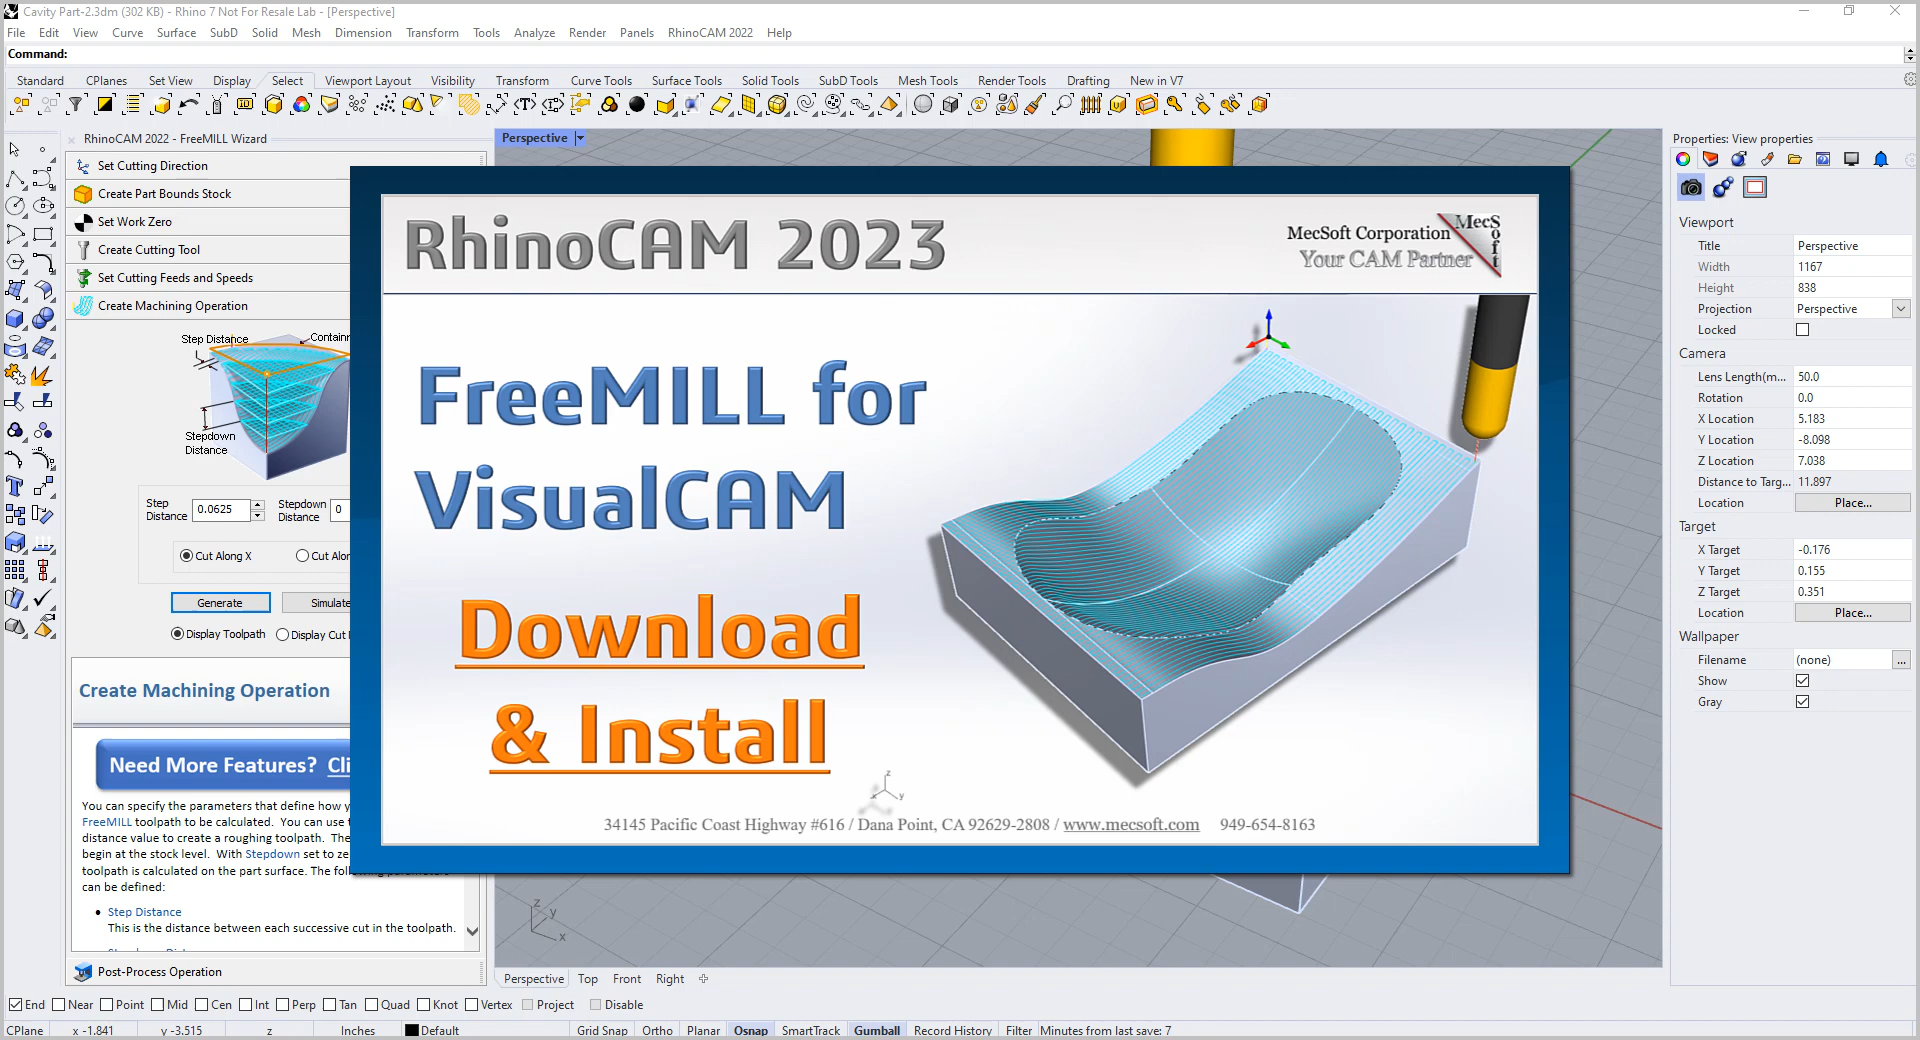 Cavity Part-2.3dm (302 KB) - Rhino 7 Not For Resale Lab - [Perspective]
File Edit View Curve Surface SubD Solid Mesh Dimension Transform Tools Analyze Render Panels RhinoCAM 2022 Help
Command:
Standard CPlanes Set View Display Select Viewport Layout Visibility Transform Curve Tools Surface Tools Solid Tools SubD Tools Mesh Tools Render Tools Drafting New in V7
RhinoCAM 2022 - FreeMILL Wizard
Set Cutting Direction
Create Part Bounds Stock
Set Work Zero
Create Cutting Tool
Set Cutting Feeds and Speeds
Create Machining Operation
Step Distance
Stepdown
Distance
Step
Distance 0.0625 Stepdown
Distance 0
Cut Along X
Generate Simulate
Display Toolpath Display Cut
Create Machining Operation
Need More Features?
You can specify the parameters that define how
FreeMILL toolpath to be calculated. You can use
distance value to create a roughing toolpath.
begin at the stock level. With Stepdown set to
toolpath is calculated on the part surface. The
can be defined:
• Step Distance
This is the distance between each successive cut in the toolpath.
Post-Process Operation
Perspective
RhinoCAM 2023
MecSoft Corporation
Your CAM Partner
MecSoft
FreeMILL for
VisualCAM
Download
& Install
z
y
34145 Pacific Coast Highway #616 / Dana Point, CA 92629-2808 / www.mecsoft.com 949-654-8163
z
y
x
Perspective Top Front Right
Properties: View properties
Viewport
Title Perspective
Width 1167
Height 838
Projection Perspective
Locked
Camera
Lens Length(m... 50.0
Rotation 0.0
X Location 5.183
Y Location -8.098
Z Location 7.038
Distance to Targ... 11.897
Location Place...
Target
X Target -0.176
Y Target 0.155
Z Target 0.351
Location Place...
Wallpaper
Filename (none) ...
Show
Gray
End Near Point Mid Cen Int Perp Tan Quad Knot Vertex Project Disable
CPlane x -1.841 y -3.515 z Inches Default Grid Snap Ortho Planar Osnap SmartTrack Gumball Record History Filter Minutes from last save: 7